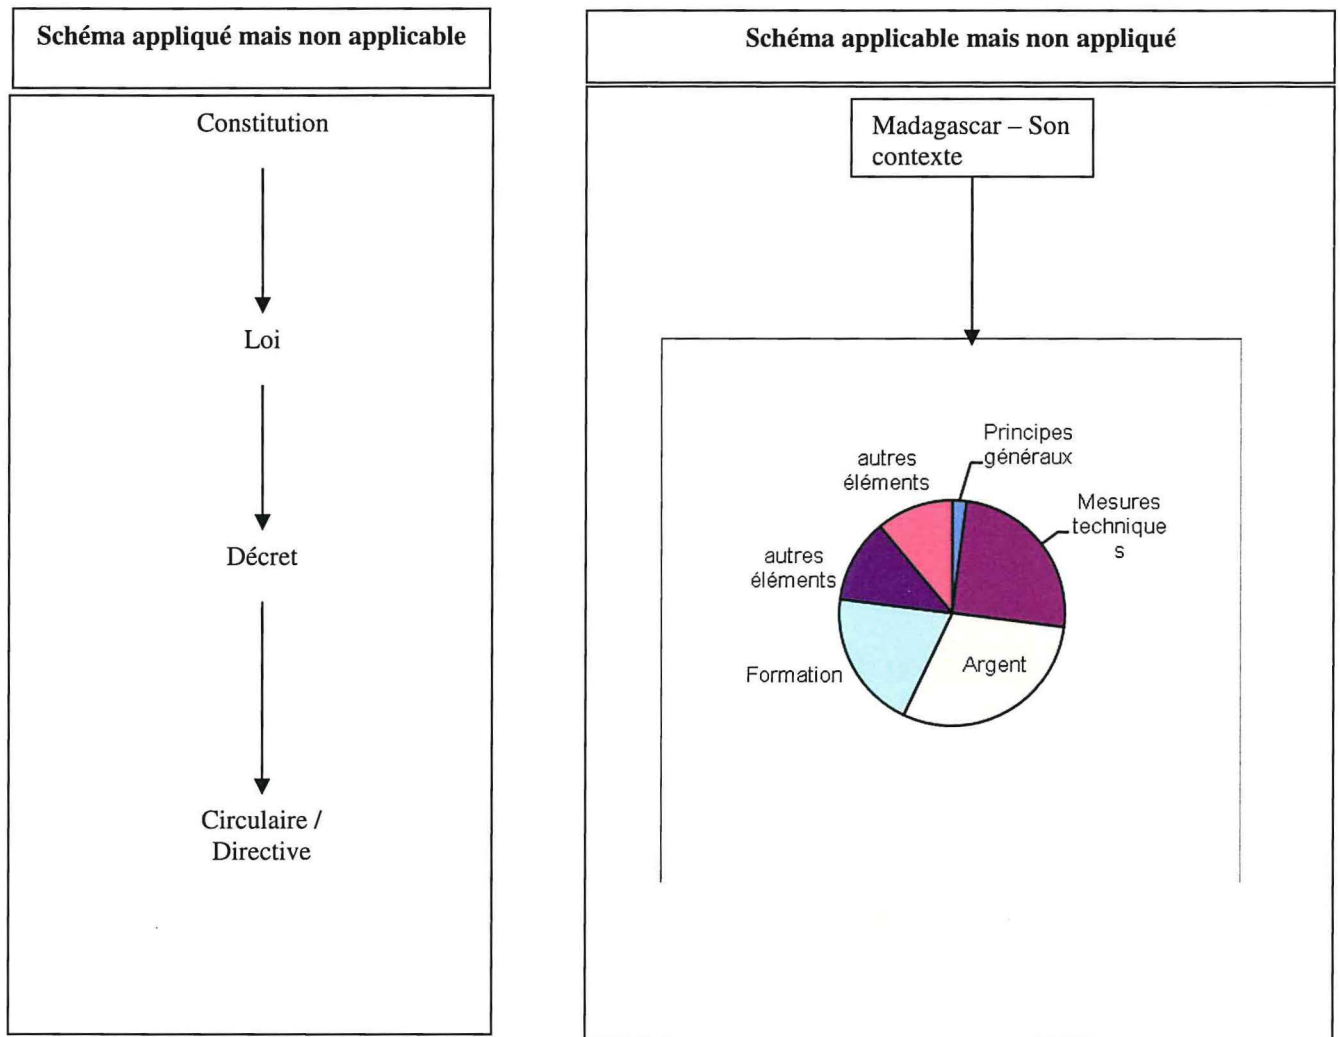 Schéma appliqué mais non applicable
Constitution
Loi
Décret
Circulaire /
Directive
Schéma applicable mais non appliqué
Madagascar – Son
contexte
Principes
généraux
autres
éléments
Mesures
technique
s
autres
éléments
Argent
Formation